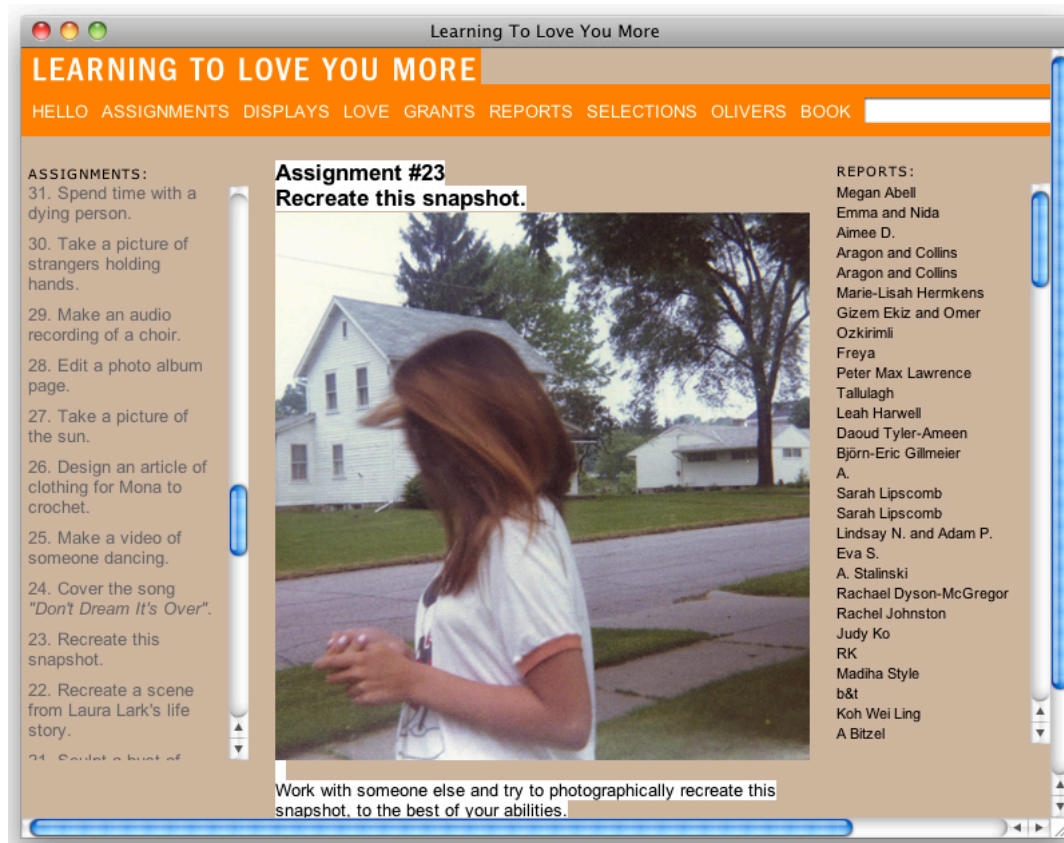 Learning To Love You More
LEARNING TO LOVE YOU MORE
HELLO ASSIGNMENTS DISPLAYS LOVE GRANTS REPORTS SELECTIONS OLIVERS BOOK
ASSIGNMENTS:
31. Spend time with a
dying person.
30. Take a picture of
strangers holding
hands.
29. Make an audio
recording of a choir.
28. Edit a photo album
page.
27. Take a picture of
the sun.
26. Design an article of
clothing for Mona to
crochet.
25. Make a video of
someone dancing.
24. Cover the song
"Don't Dream It's Over".
23. Recreate this
snapshot.
22. Recreate a scene
from Laura Lark's life
story.
21. Sculpt a bust of
Assignment #23
Recreate this snapshot.
Work with someone else and try to photographically recreate this
snapshot, to the best of your abilities.
REPORTS:
Megan Abell
Emma and Nida
Aimee D.
Aragon and Collins
Aragon and Collins
Marie-Lisah Hermkens
Gizem Ekiz and Omer
Ozkirimli
Freya
Peter Max Lawrence
Tallulagh
Leah Harwell
Daoud Tyler-Ameen
Björn-Eric Gillmeier
A.
Sarah Lipscomb
Sarah Lipscomb
Lindsay N. and Adam P.
Eva S.
A. Stalinski
Rachael Dyson-McGregor
Rachel Johnston
Judy Ko
RK
Madiha Style
b&t
Koh Wei Ling
A Bitzel